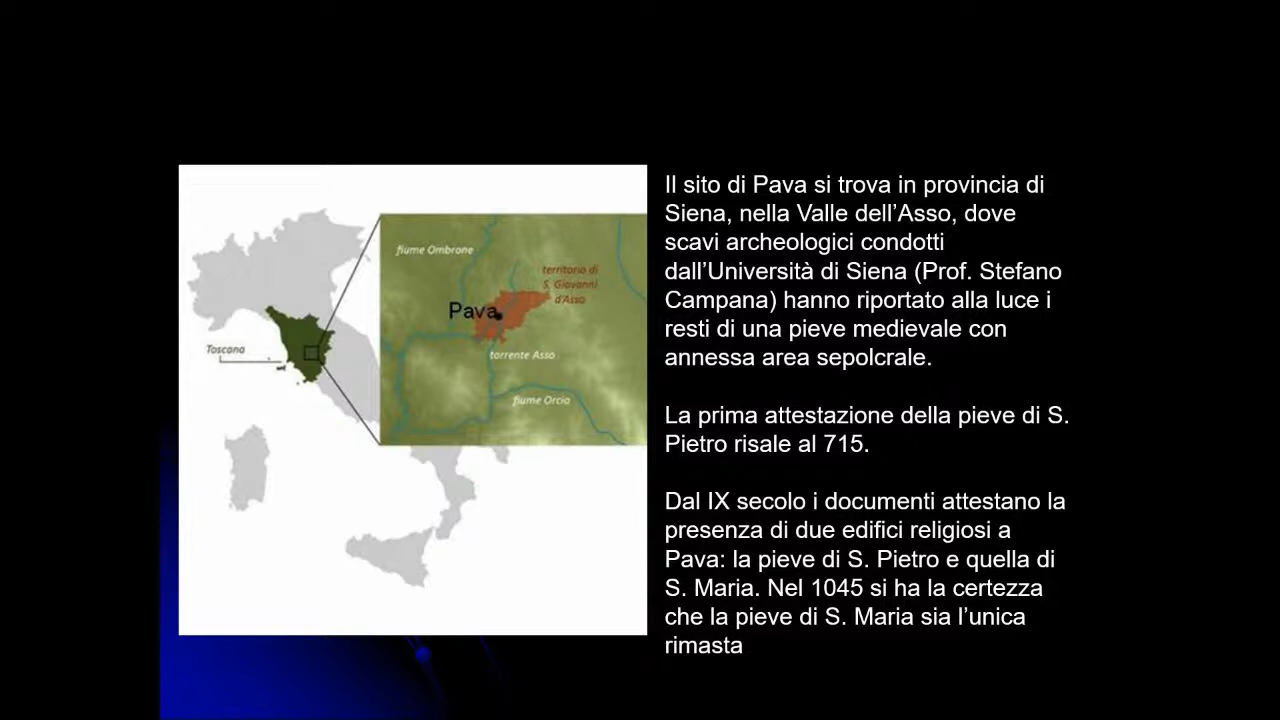 Il sito di Pava si trova in provincia di
Siena, nella Valle dell’Asso, dove
scavi archeologici condotti
dall’Università di Siena (Prof. Stefano
Campana) hanno riportato alla luce i
resti di una pieve medievale con
annessa area sepolcrale.
La prima attestazione della pieve di S.
Pietro risale al 715.
Dal IX secolo i documenti attestano la
presenza di due edifici religiosi a
Pava: la pieve di S. Pietro e quella di
S. Maria. Nel 1045 si ha la certezza
che la pieve di S. Maria sia l’unica
rimasta
fiume Ombrone
territorio di
S. Giovanni
d'Asso
Pava
Toscana
torrente Asso
fiume Orcia